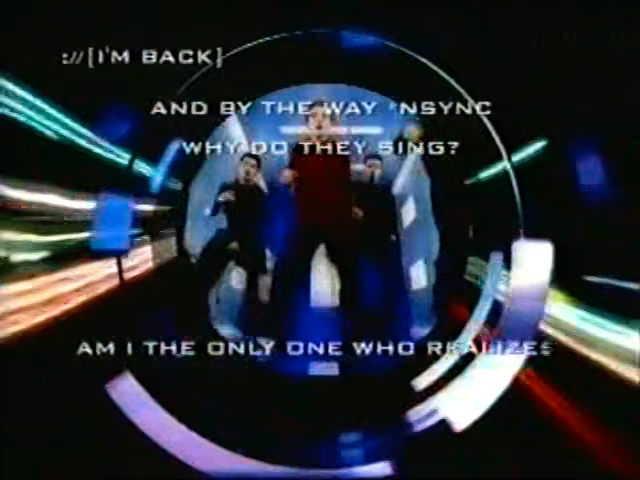 ://[I'M BACK]
AND BY THE WAY *NSYNC
WHY DO THEY SING?
AM I THE ONLY ONE WHO REALIZES